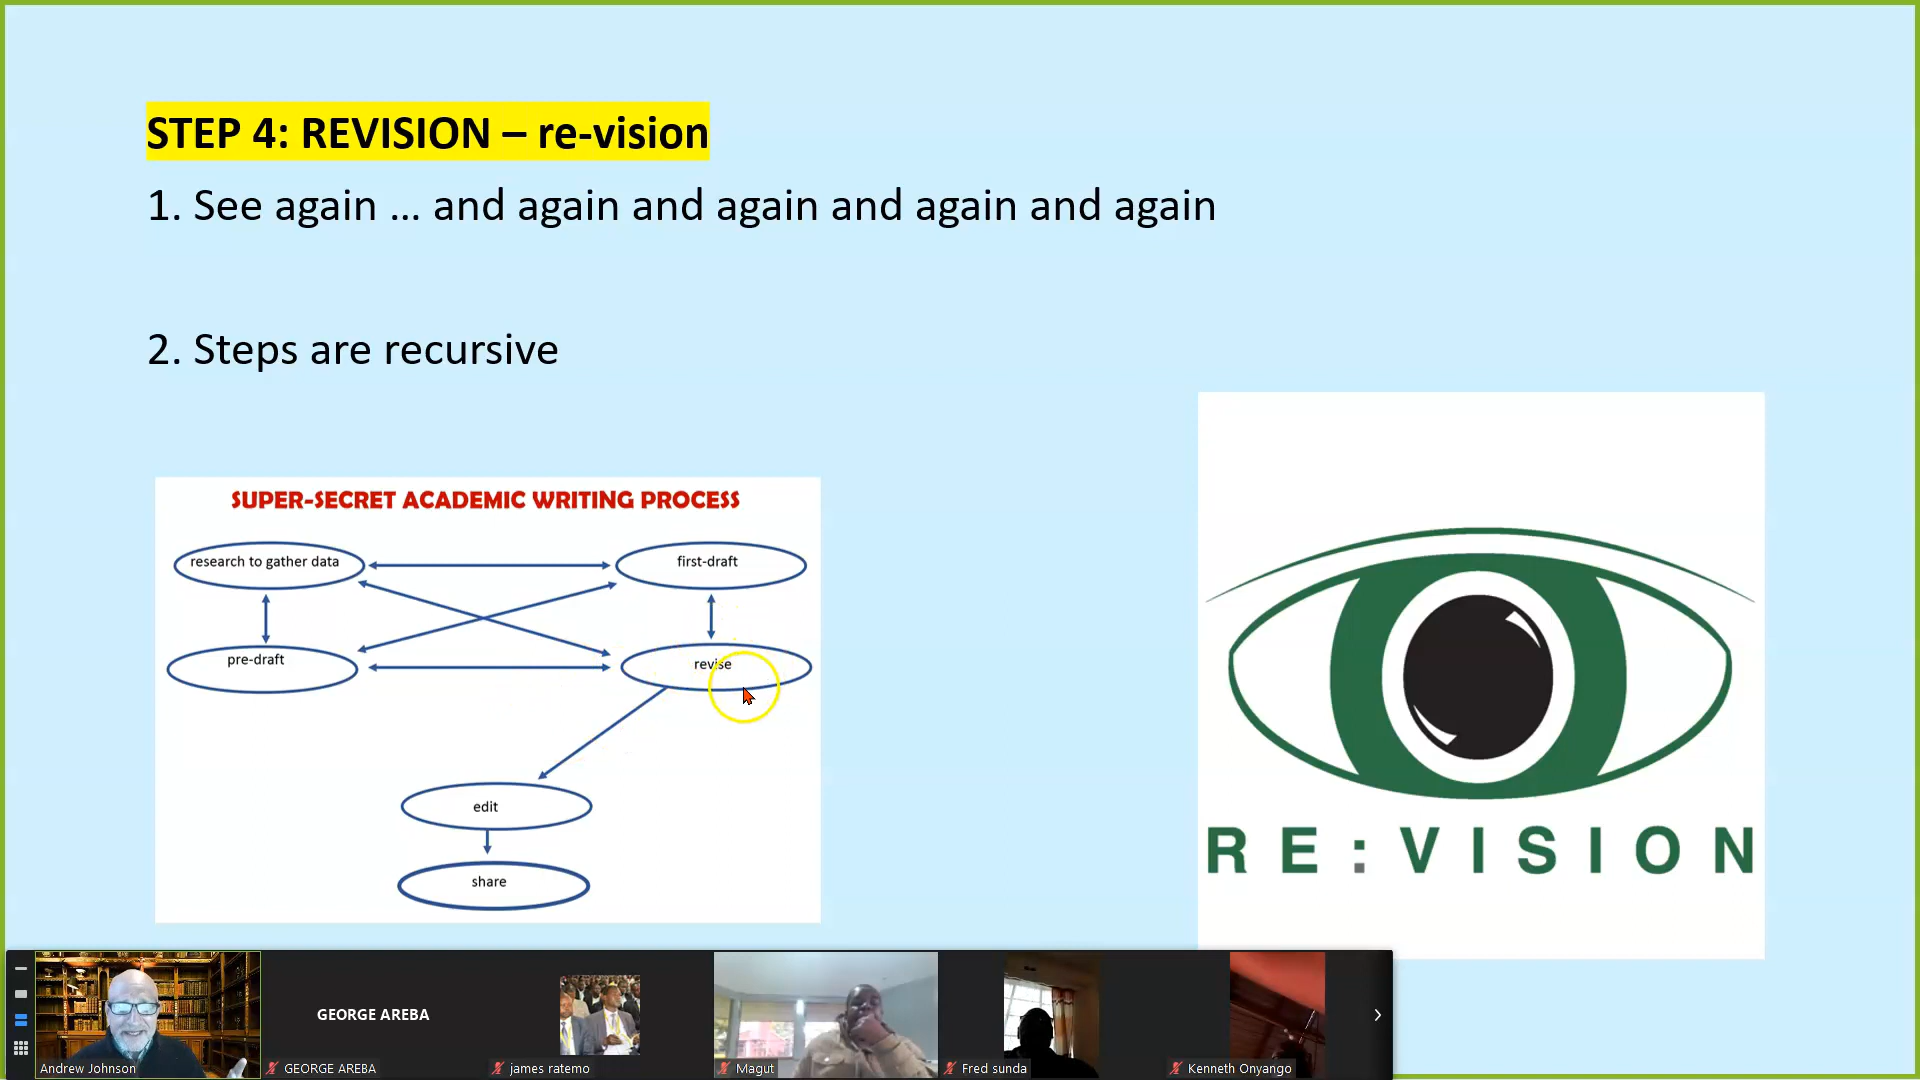 STEP 4: REVISION – re-vision
1. See again ... and again and again and again and again
2. Steps are recursive
SUPER-SECRET ACADEMIC WRITING PROCESS
research to gather data
first-draft
pre-draft
revise
edit
share
RE:VISION
GEORGE AREBA
Andrew Johnson
GEORGE AREBA
james ratemo
Magut
Fred sunda
Kenneth Onyango